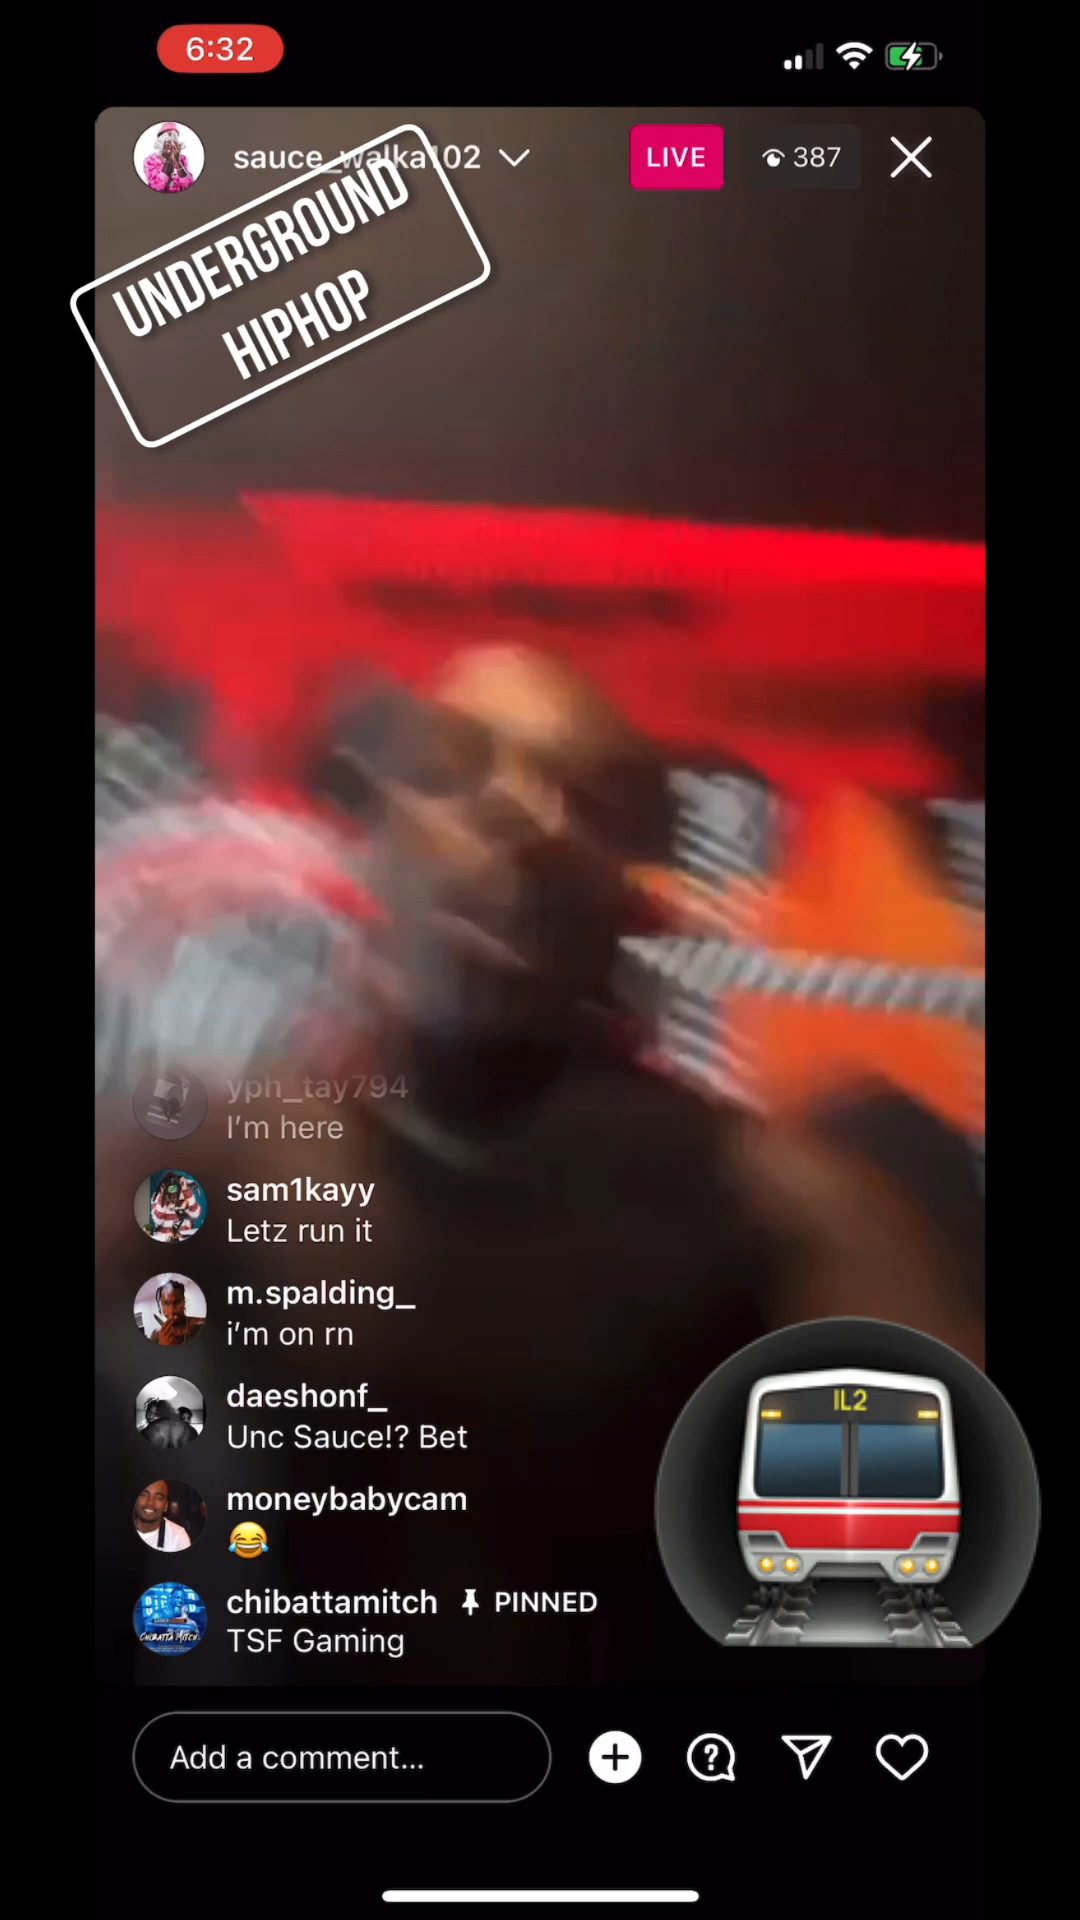 6:32
sauce_walka102
LIVE
387
UNDERGROUND
HIPHOP
yph_tay794
I'm here
sam1kayy
Letz run it
m.spalding_
i'm on rn
daeshonf_
Unc Sauce!? Bet
moneybabycam
😂
chibattamitch PINNED
TSF Gaming
IL2
Add a comment...